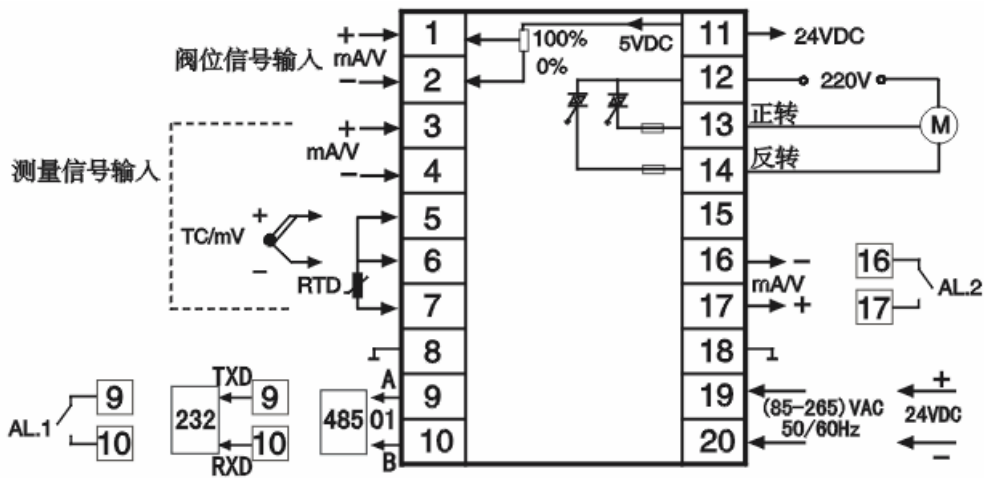 阀位信号输入
+
mA/V
−
测量信号输入
+
mA/V
−
TC/mV
+
−
RTD
1
2
3
4
5
6
7
8
9
10
100%
0%
5VDC
11
12
13
14
15
16
17
18
19
20
24VDC
220V
正转
反转
M
−
mA/V
+
16
17
AL.2
(85-265)VAC
50/60Hz
+
24VDC
−
AL.1
9
10
232
TXD
RXD
9
10
485 01
A
B